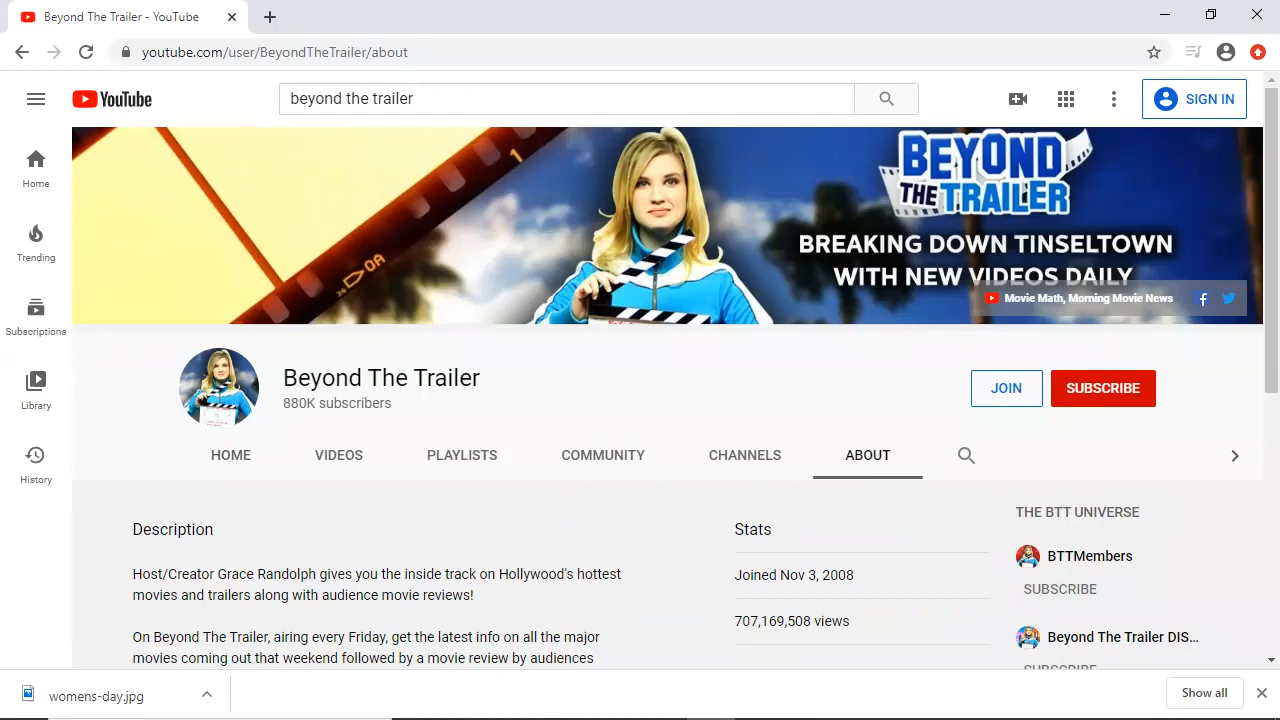 Beyond The Trailer - YouTube
youtube.com/user/BeyondTheTrailer/about
YouTube
beyond the trailer
SIGN IN
Home
Trending
Subscriptions
Library
History
1
0A
BEYOND
THE TRAILER
BREAKING DOWN TINSELTOWN
WITH NEW VIDEOS DAILY
Movie Math, Morning Movie News
Beyond The Trailer
880K subscribers
JOIN
SUBSCRIBE
HOME VIDEOS PLAYLISTS COMMUNITY CHANNELS ABOUT
Description
Host/Creator Grace Randolph gives you the inside track on Hollywood's hottest
movies and trailers along with audience movie reviews!
On Beyond The Trailer, airing every Friday, get the latest info on all the major
movies coming out that weekend followed by a movie review by audiences
Stats
Joined Nov 3, 2008
707,169,508 views
THE BTT UNIVERSE
BTTMembers
SUBSCRIBE
Beyond The Trailer DIS...
SUBSCRIBE
womens-day.jpg
Show all